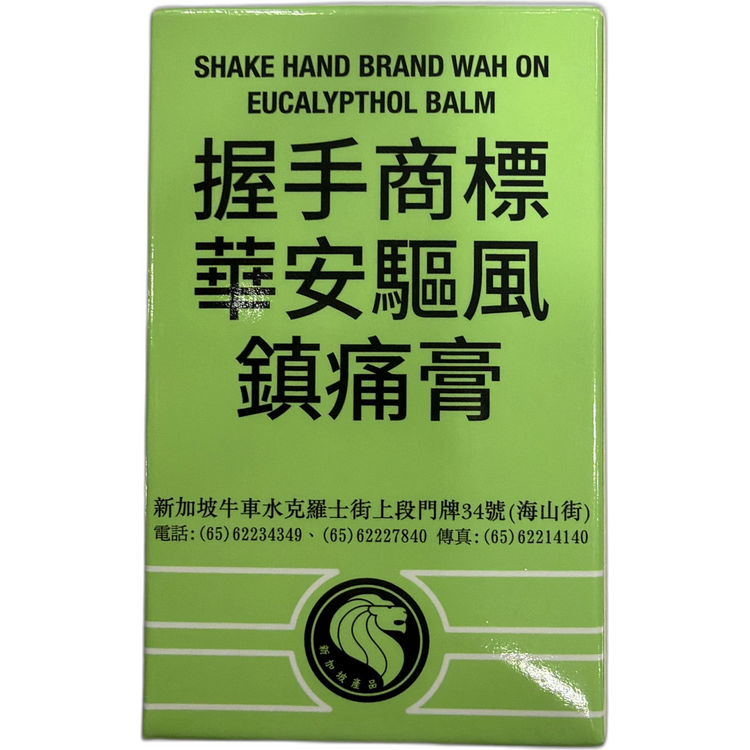 SHAKE HAND BRAND WAH ON
EUCALYPTHOL BALM
握手商標
華安驅風
鎮痛膏
新加坡牛車水克羅士街上段門牌34號(海山街)
電話:(65)62234349、(65)62227840 傳真:(65)62214140
新加坡產品